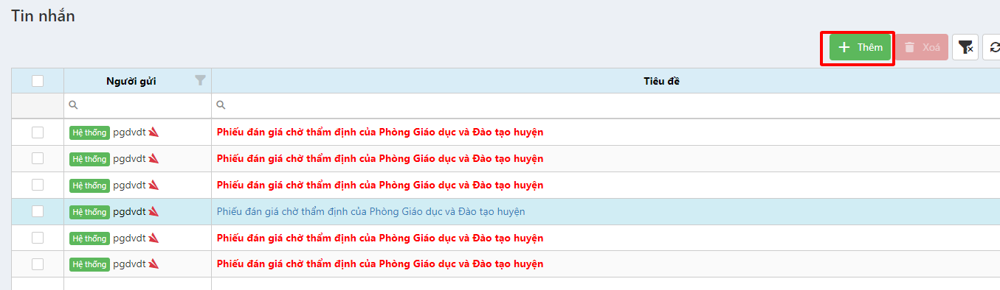 Tin nhắn
Thêm Xoá
Người gửi Tiêu đề
Hệ thống pgdvdt Phiếu đán giá chờ thẩm định của Phòng Giáo dục và Đào tạo huyện
Hệ thống pgdvdt Phiếu đán giá chờ thẩm định của Phòng Giáo dục và Đào tạo huyện
Hệ thống pgdvdt Phiếu đán giá chờ thẩm định của Phòng Giáo dục và Đào tạo huyện
Hệ thống pgdvdt Phiếu đán giá chờ thẩm định của Phòng Giáo dục và Đào tạo huyện
Hệ thống pgdvdt Phiếu đán giá chờ thẩm định của Phòng Giáo dục và Đào tạo huyện
Hệ thống pgdvdt Phiếu đán giá chờ thẩm định của Phòng Giáo dục và Đào tạo huyện